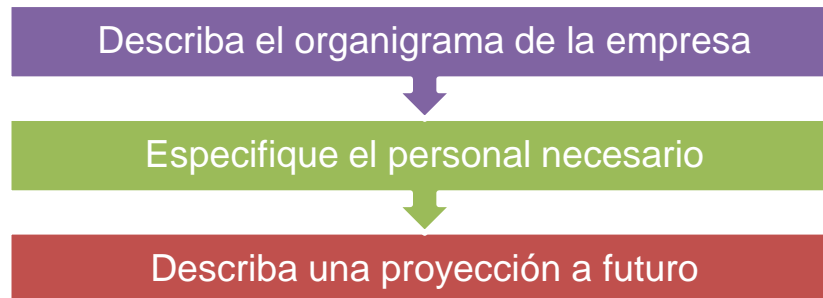 Describa el organigrama de la empresa
Especifique el personal necesario
Describa una proyección a futuro